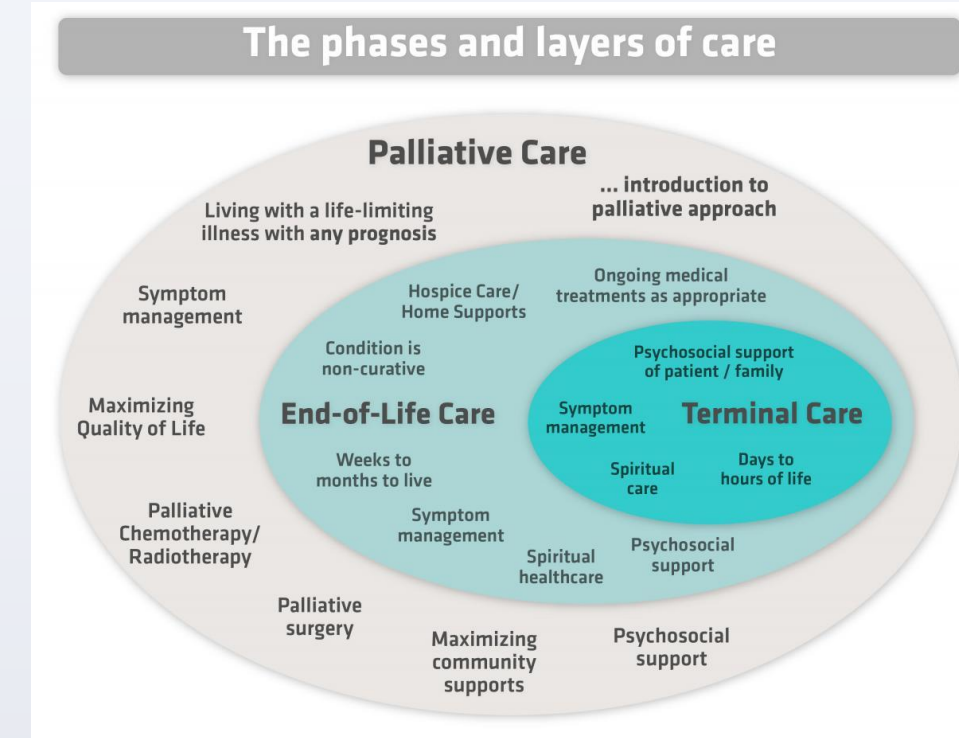 The phases and layers of care
Palliative Care
... introduction to
palliative approach
Living with a life-limiting
illness with any prognosis
Symptom
management
Maximizing
Quality of Life
Palliative
Chemotherapy/
Radiotherapy
Palliative
surgery
Maximizing
community
supports
Psychosocial
support
Hospice Care/
Home Supports
Ongoing medical
treatments as appropriate
Condition is
non-curative
End-of-Life Care
Weeks to
months to live
Symptom
management
Spiritual
healthcare
Psychosocial
support
Psychosocial support
of patient / family
Symptom
management
Terminal Care
Spiritual
care
Days to
hours of life